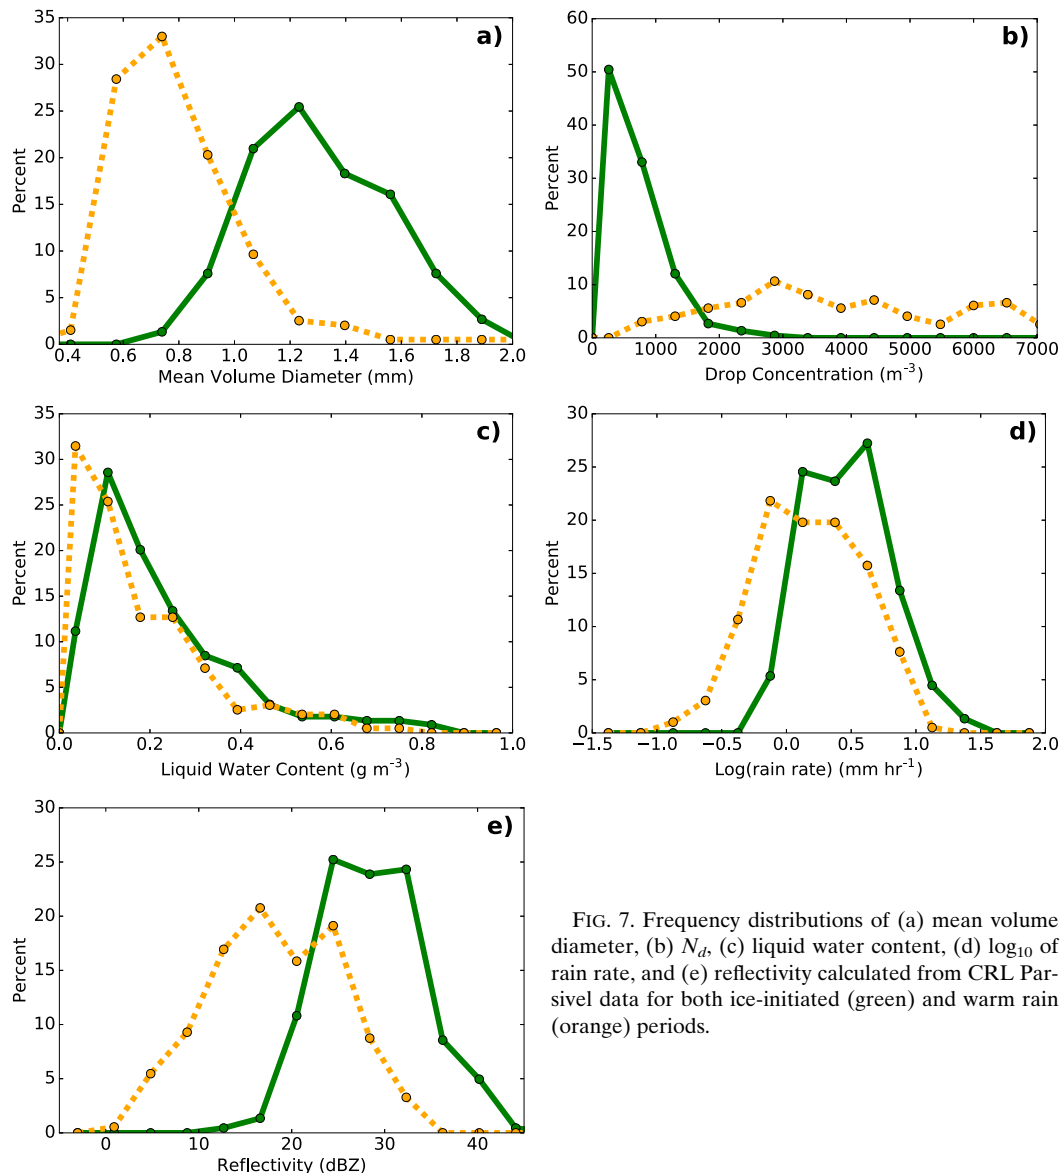 35
30
25
20
15
10
5
0
Percent
a)
0.4 0.6 0.8 1.0 1.2 1.4 1.6 1.8 2.0
Mean Volume Diameter (mm)
60
50
40
30
20
10
0
Percent
b)
0 1000 2000 3000 4000 5000 6000 7000
Drop Concentration (m⁻³)
35
30
25
20
15
10
5
0
Percent
c)
0.0 0.2 0.4 0.6 0.8 1.0
Liquid Water Content (g m⁻³)
30
25
20
15
10
5
0
Percent
d)
−1.5 −1.0 −0.5 0.0 0.5 1.0 1.5 2.0
Log(rain rate) (mm hr⁻¹)
30
25
20
15
10
5
0
Percent
e)
0 10 20 30 40
Reflectivity (dBZ)
FIG. 7. Frequency distributions of (a) mean volume
diameter, (b) N_d, (c) liquid water content, (d) log₁₀ of
rain rate, and (e) reflectivity calculated from CRL Par-
sivel data for both ice-initiated (green) and warm rain
(orange) periods.